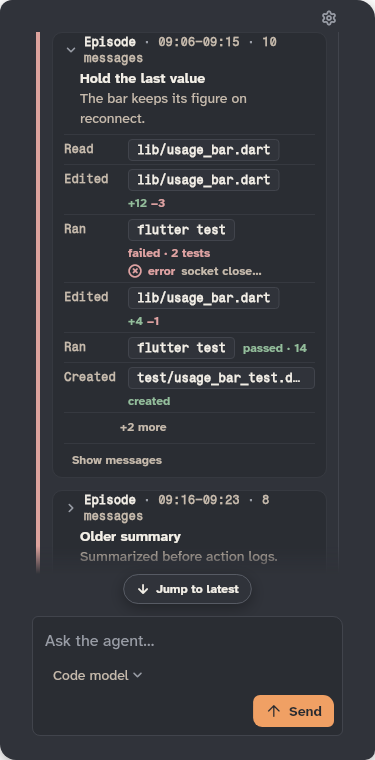 Episode · 09:06–09:15 · 10
messages
Hold the last value
The bar keeps its figure on
reconnect.
Read lib/usage_bar.dart
Edited lib/usage_bar.dart
+12 −3
Ran flutter test
failed · 2 tests
error socket close…
Edited lib/usage_bar.dart
+4 −1
Ran flutter test passed · 14
Created test/usage_bar_test.d…
created
+2 more
Show messages
Episode · 09:16–09:23 · 8
messages
Older summary
Summarized before action logs.
Jump to latest
Ask the agent…
Code model
Send